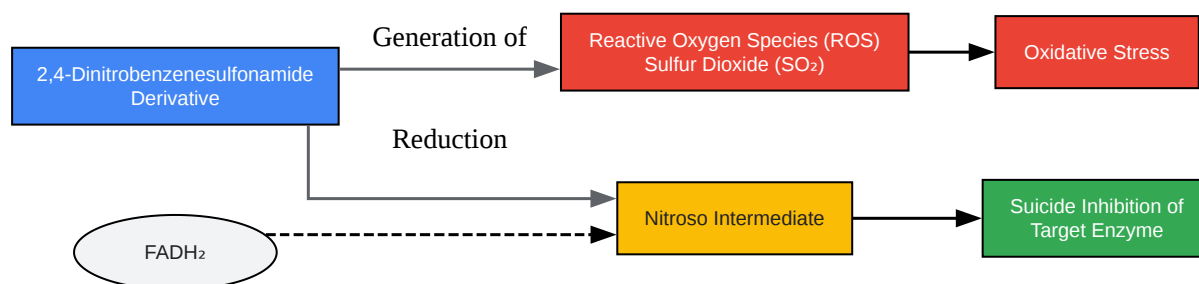 Generation of
Reactive Oxygen Species (ROS)
Sulfur Dioxide (SO₂)
Oxidative Stress
2,4-Dinitrobenzenesulfonamide
Derivative
Reduction
Nitroso Intermediate
Suicide Inhibition of
Target Enzyme
FADH₂